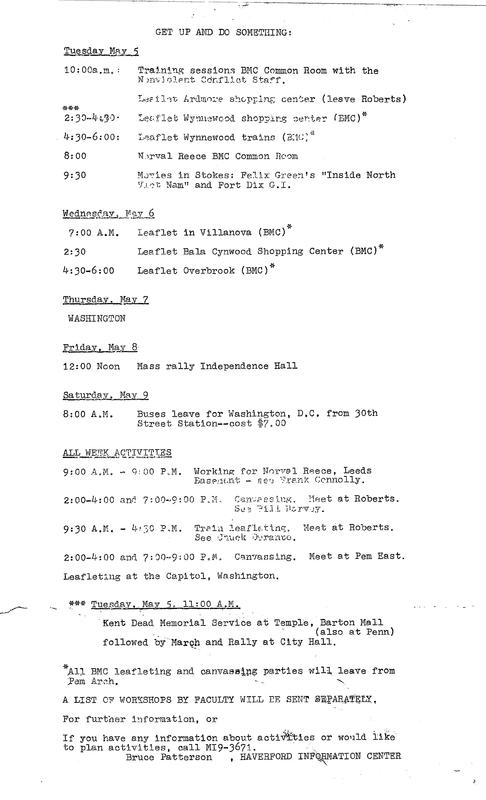 GET UP AND DO SOMETHING:
Tuesday May 5
10:00a.m.: Training sessions BMC Common Room with the
Nonviolent Conflict Staff.
Leaflet Ardmore shopping center (leave Roberts)
***
2:30-4:30. Leaflet Wynnewood shopping center (BMC)*
4:30-6:00: Leaflet Wynnewood trains (BMC)
8:00 Norval Reece BMC Common Room
9:30 Movies in Stokes: Felix Green's "Inside North
Viet Nam" and Fort Dix G.I.
Wednesday, May 6
7:00 A.M. Leaflet in Villanova (BMC)*
2:30 Leaflet Bala Cynwood Shopping Center (BMC)*
4:30-6:00 Leaflet Overbrook (BMC)*
Thursday, May 7
WASHINGTON
Friday, May 8
12:00 Noon Mass rally Independence Hall
Saturday, May 9
8:00 A.M. Buses leave for Washington, D.C. from 30th
Street Station--cost $7.00
ALL WEEK ACTIVITIES
9:00 A.M. - 9:00 P.M. Working for Norval Reece, Leeds
Basement - see Frank Connolly.
2:00-4:00 and 7:00-9:00 P.M. Canvassing. Meet at Roberts.
See Bill Harvey.
9:30 A.M. - 4:30 P.M. Train leafleting. Meet at Roberts.
See Chuck
2:00-4:00 and 7:00-9:00 P.M. Canvassing. Meet at Pem East.
Leafleting at the Capitol, Washington.
*** Tuesday, May 5, 11:00 A.M.
Kent Dead Memorial Service at Temple, Barton Mall
(also at Penn)
followed by March and Rally at City Hall.
*All BMC leafleting and canvassing parties will leave from
Pem Arch.
A LIST OF WORKSHOPS BY FACULTY WILL BE SENT SEPARATELY.
For further information, or
If you have any information about activities or would like
to plan activities, call MI9-3671.
Bruce Patterson , HAVERFORD INFORMATION CENTER